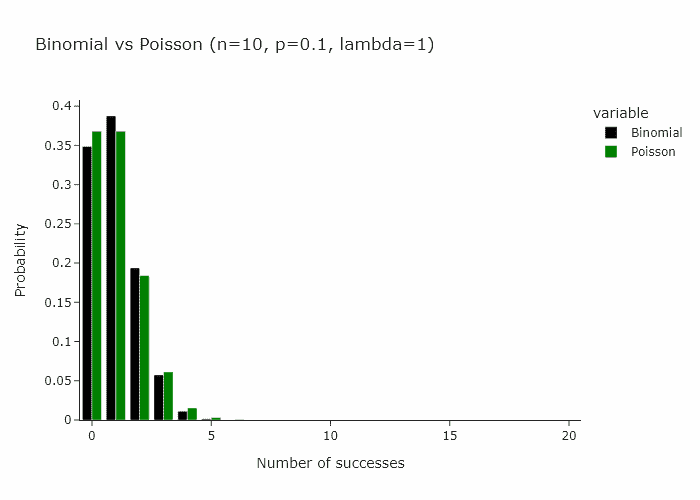 Binomial vs Poisson (n=10, p=0.1, lambda=1)
variable
Binomial
Poisson
Probability
0.4
0.35
0.3
0.25
0.2
0.15
0.1
0.05
0
0 5 10 15 20
Number of successes